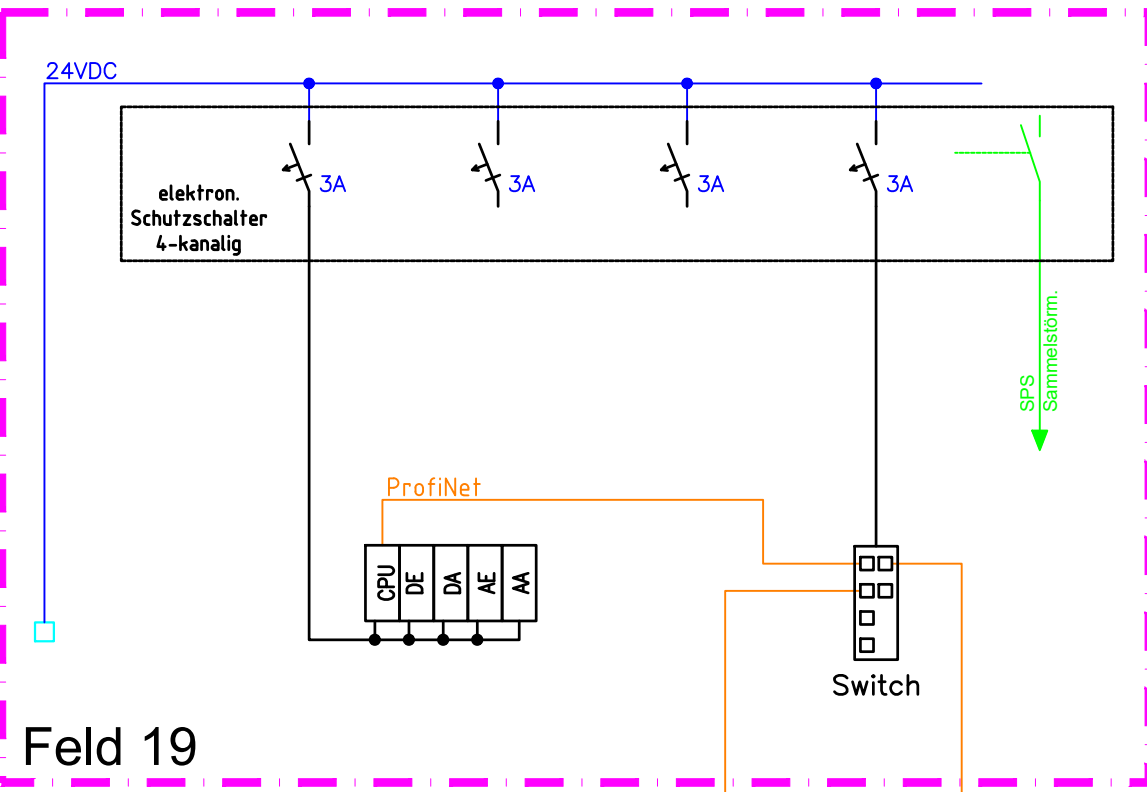 24VDC
3A
3A
3A
3A
elektron.
Schutzschalter
4-kanalig
SPS
Sammelstörm.
ProfiNet
CPU
DE
DA
AE
AA
Switch
Feld 19